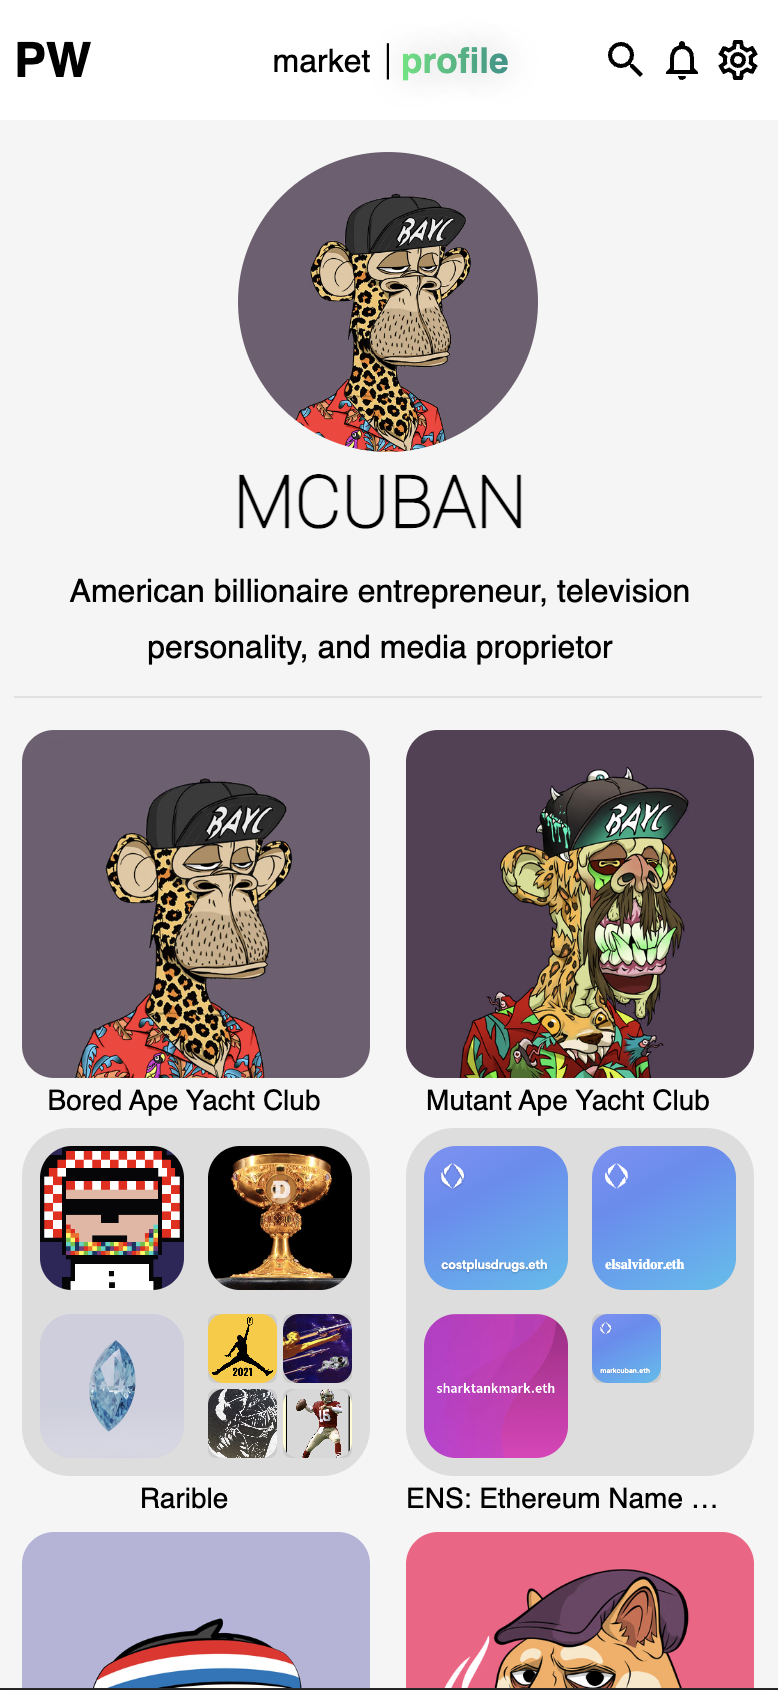 PW
market | profile
BAYC
MCUBAN
American billionaire entrepreneur, television
personality, and media proprietor
BAYC
BAYC
Bored Ape Yacht Club
Mutant Ape Yacht Club
costplusdrugs.eth
elsalvidor.eth
2021
15
sharktankmark.eth
markcuban.eth
Rarible
ENS: Ethereum Name …